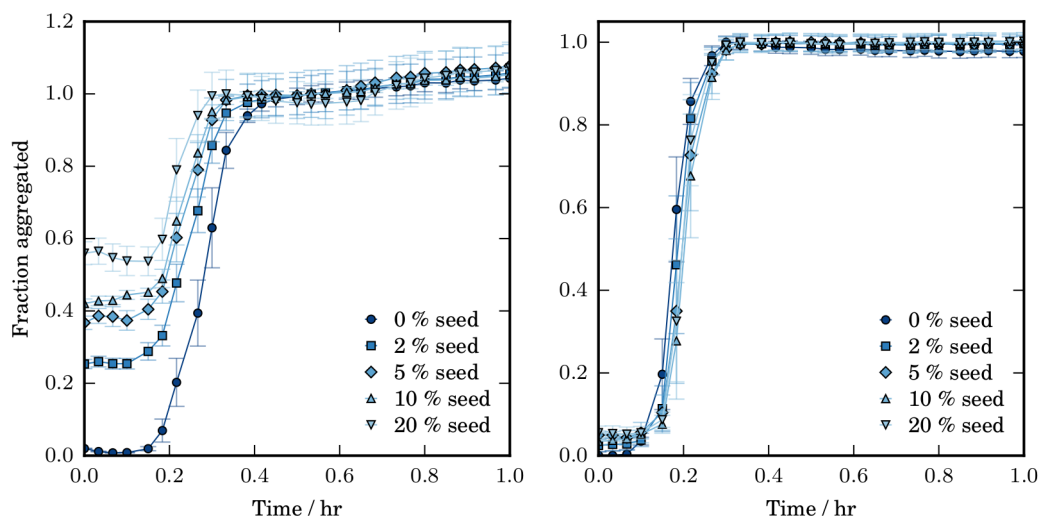 1.2
1.0
0.8
0.6
0.4
0.2
0.0
Fraction aggregated
0 % seed
2 % seed
5 % seed
10 % seed
20 % seed
0.0 0.2 0.4 0.6 0.8 1.0
Time / hr
1.0
0.8
0.6
0.4
0.2
0.0
0 % seed
2 % seed
5 % seed
10 % seed
20 % seed
0.0 0.2 0.4 0.6 0.8 1.0
Time / hr